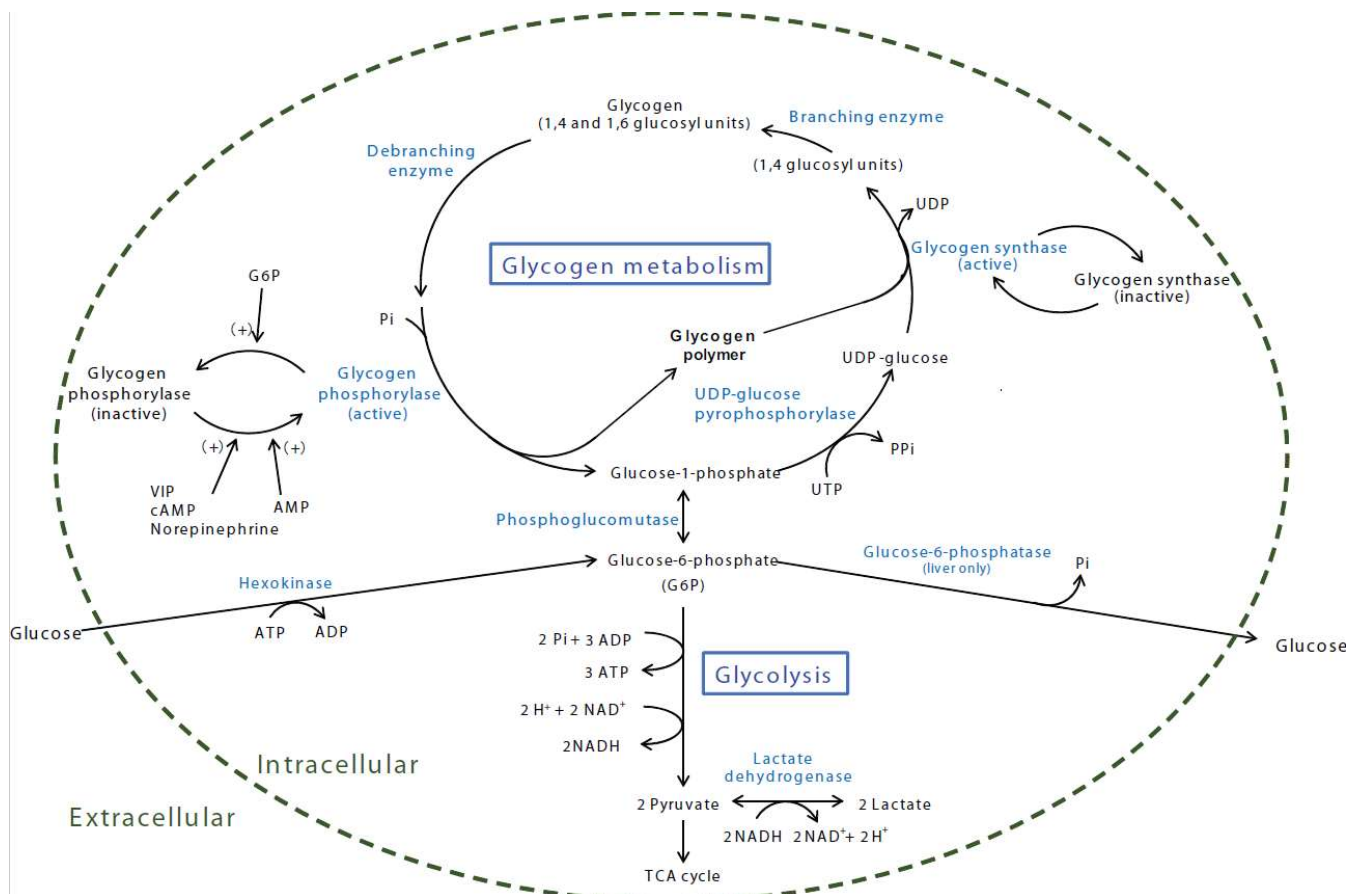 Glycogen
(1,4 and 1,6 glucosyl units)
Branching enzyme
Debranching
enzyme
(1,4 glucosyl units)
UDP
Glycogen synthase
(active)
Glycogen synthase
(inactive)
Glycogen metabolism
G6P
(+)
Pi
Glycogen
polymer
UDP-glucose
Glycogen
phosphorylase
(inactive)
Glycogen
phosphorylase
(active)
UDP-glucose
pyrophosphorylase
(+)
(+)
PPi
Glucose-1-phosphate
UTP
VIP
cAMP
Norepinephrine
AMP
Phosphoglucomutase
Glucose-6-phosphate
(G6P)
Glucose-6-phosphatase
(liver only)
Pi
Hexokinase
Glucose
ATP
ADP
Glucose
2 Pi + 3 ADP
3 ATP
Glycolysis
2 H⁺ + 2 NAD⁺
2NADH
Lactate
dehydrogenase
Intracellular
Extracellular
2 Pyruvate
2 Lactate
2NADH 2NAD⁺ + 2H⁺
TCA cycle